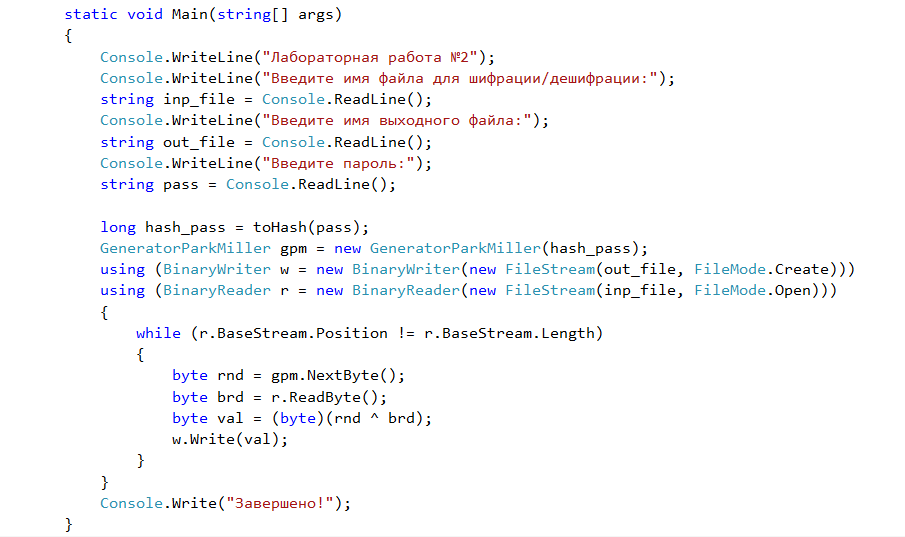 static void Main(string[] args)
{
    Console.WriteLine("Лабораторная работа №2");
    Console.WriteLine("Введите имя файла для шифрации/дешифрации:");
    string inp_file = Console.ReadLine();
    Console.WriteLine("Введите имя выходного файла:");
    string out_file = Console.ReadLine();
    Console.WriteLine("Введите пароль:");
    string pass = Console.ReadLine();

    long hash_pass = toHash(pass);
    GeneratorParkMiller gpm = new GeneratorParkMiller(hash_pass);
    using (BinaryWriter w = new BinaryWriter(new FileStream(out_file, FileMode.Create)))
    using (BinaryReader r = new BinaryReader(new FileStream(inp_file, FileMode.Open)))
    {
        while (r.BaseStream.Position != r.BaseStream.Length)
        {
            byte rnd = gpm.NextByte();
            byte brd = r.ReadByte();
            byte val = (byte)(rnd ^ brd);
            w.Write(val);
        }
    }
    Console.Write("Завершено!");
}